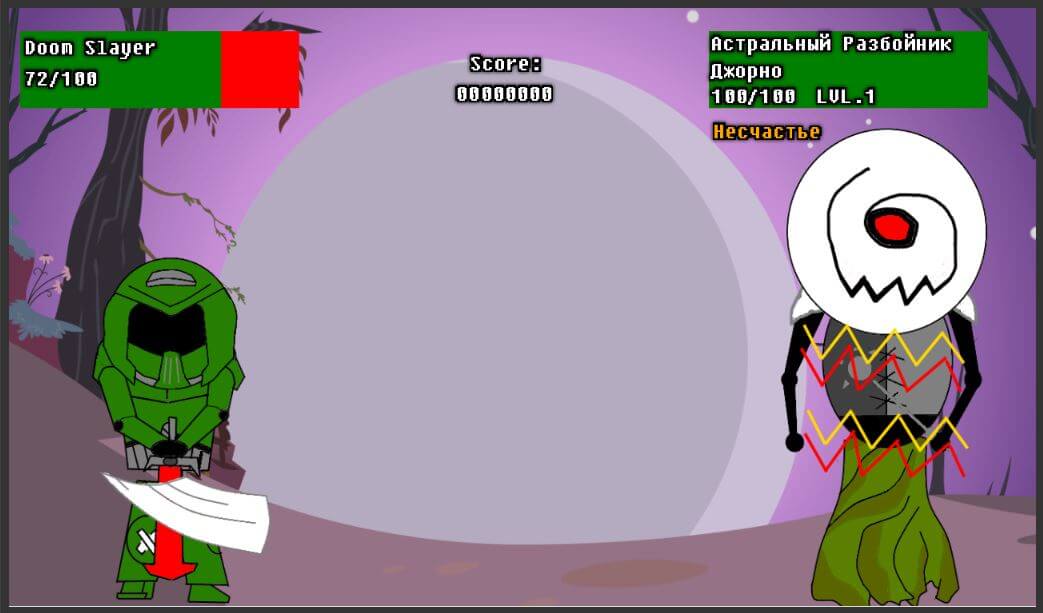 Doom Slayer
72/100
Score:
00000000
Астральный Разбойник
Джорно
100/100 LVL.1
Несчастье